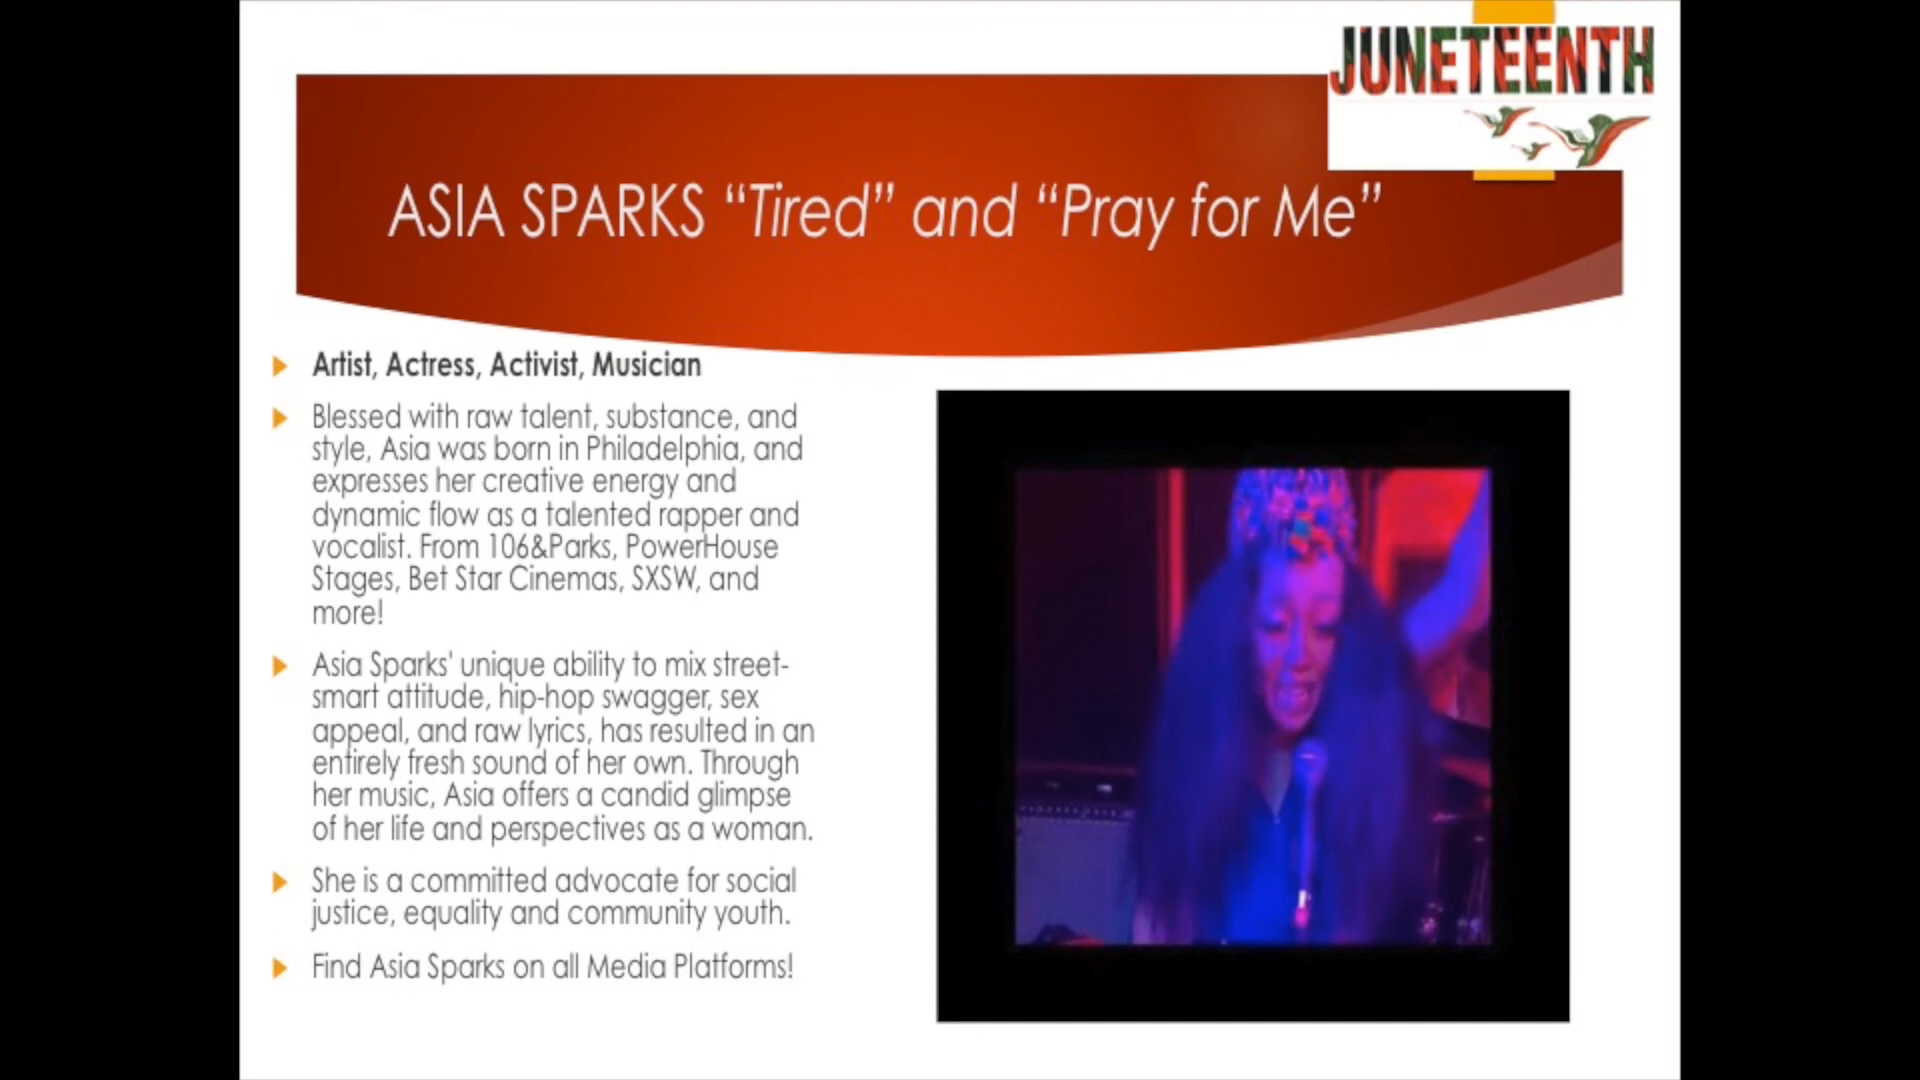 JUNETEENTH
ASIA SPARKS “Tired” and “Pray for Me”
Artist, Actress, Activist, Musician
Blessed with raw talent, substance, and
style, Asia was born in Philadelphia, and
expresses her creative energy and
dynamic flow as a talented rapper and
vocalist. From 106&Parks, PowerHouse
Stages, Bet Star Cinemas, SXSW, and
more!
Asia Sparks' unique ability to mix street-
smart attitude, hip-hop swagger, sex
appeal, and raw lyrics, has resulted in an
entirely fresh sound of her own. Through
her music, Asia offers a candid glimpse
of her life and perspectives as a woman.
She is a committed advocate for social
justice, equality and community youth.
Find Asia Sparks on all Media Platforms!